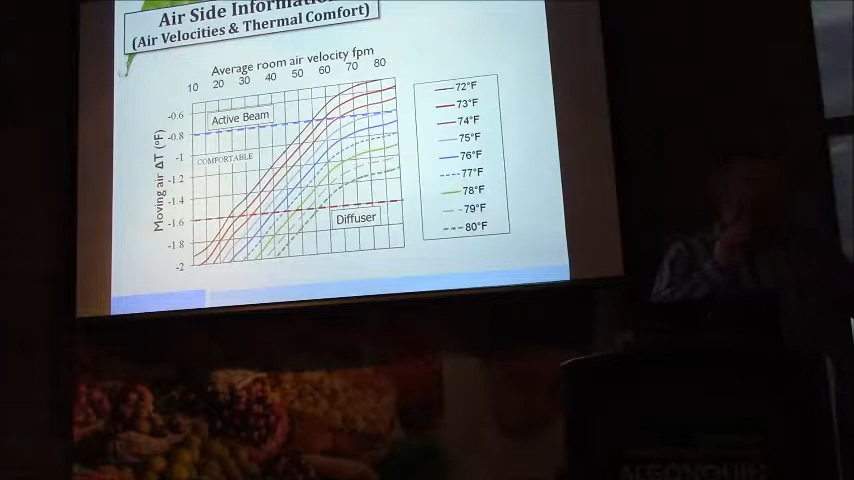 Air Side Information
(Air Velocities & Thermal Comfort)
Average room air velocity fpm
10 20 30 40 50 60 70 80
Moving air ΔT (°F)
-0.6
-0.8
-1
-1.2
-1.4
-1.6
-1.8
-2
Active Beam
COMFORTABLE
Diffuser
72°F
73°F
74°F
75°F
76°F
77°F
78°F
79°F
80°F
ALGONQUIN